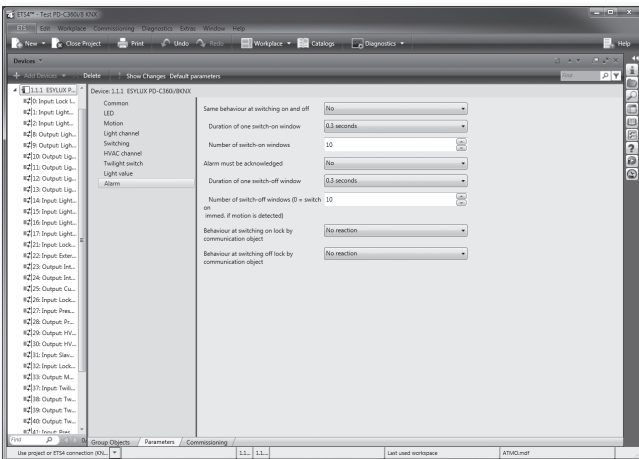 ETS4™ - Test PD-C360i/8 KNX
ETS Edit Workplace Commissioning Diagnostics Extras Window Help
New Close Project Print Undo Redo Workplace Catalogs Diagnostics Help
Devices
Add Devices Delete Show Changes Default parameters Find
1.1.1 ESYLUX P...
0: Input: Lock I...
1: Input: Light...
2: Input: Light...
8: Output: Ligh...
9: Output: Ligh...
10: Output: Lig...
11: Output: Lig...
12: Output: Lig...
13: Output: Lig...
14: Input: Light...
15: Input: Light...
16: Input: Light...
17: Input: Light...
21: Input: Lock...
22: Input: Exter...
23: Output: Int...
24: Output: Int...
25: Output: Cu...
26: Input: Lock...
27: Input: Pres...
28: Output: Pr...
29: Output: HV...
30: Output: HV...
31: Input: Slav...
32: Input: Lock...
33: Output: M...
37: Input: Twili...
38: Output: Tw...
39: Output: Tw...
40: Output: Tw...
41: Input: Pres...
Find
Device: 1.1.1 ESYLUX PD-C360i/8KNX
Common
LED
Motion
Light channel
Switching
HVAC channel
Twilight switch
Light value
Alarm
Same behaviour at switching on and off No
Duration of one switch-on window 0.3 seconds
Number of switch-on windows 10
Alarm must be acknowledged No
Duration of one switch-off window 0.3 seconds
Number of switch-off windows (0 = switch 10
on
immed. if motion is detected)
Behaviour at switching on lock by No reaction
communication object
Behaviour at switching off lock by No reaction
communication object
Group Objects Parameters Commissioning
Use project or ETS4 connection (KN... 1.1... 1.1... Last used workspace ATMO.mdf